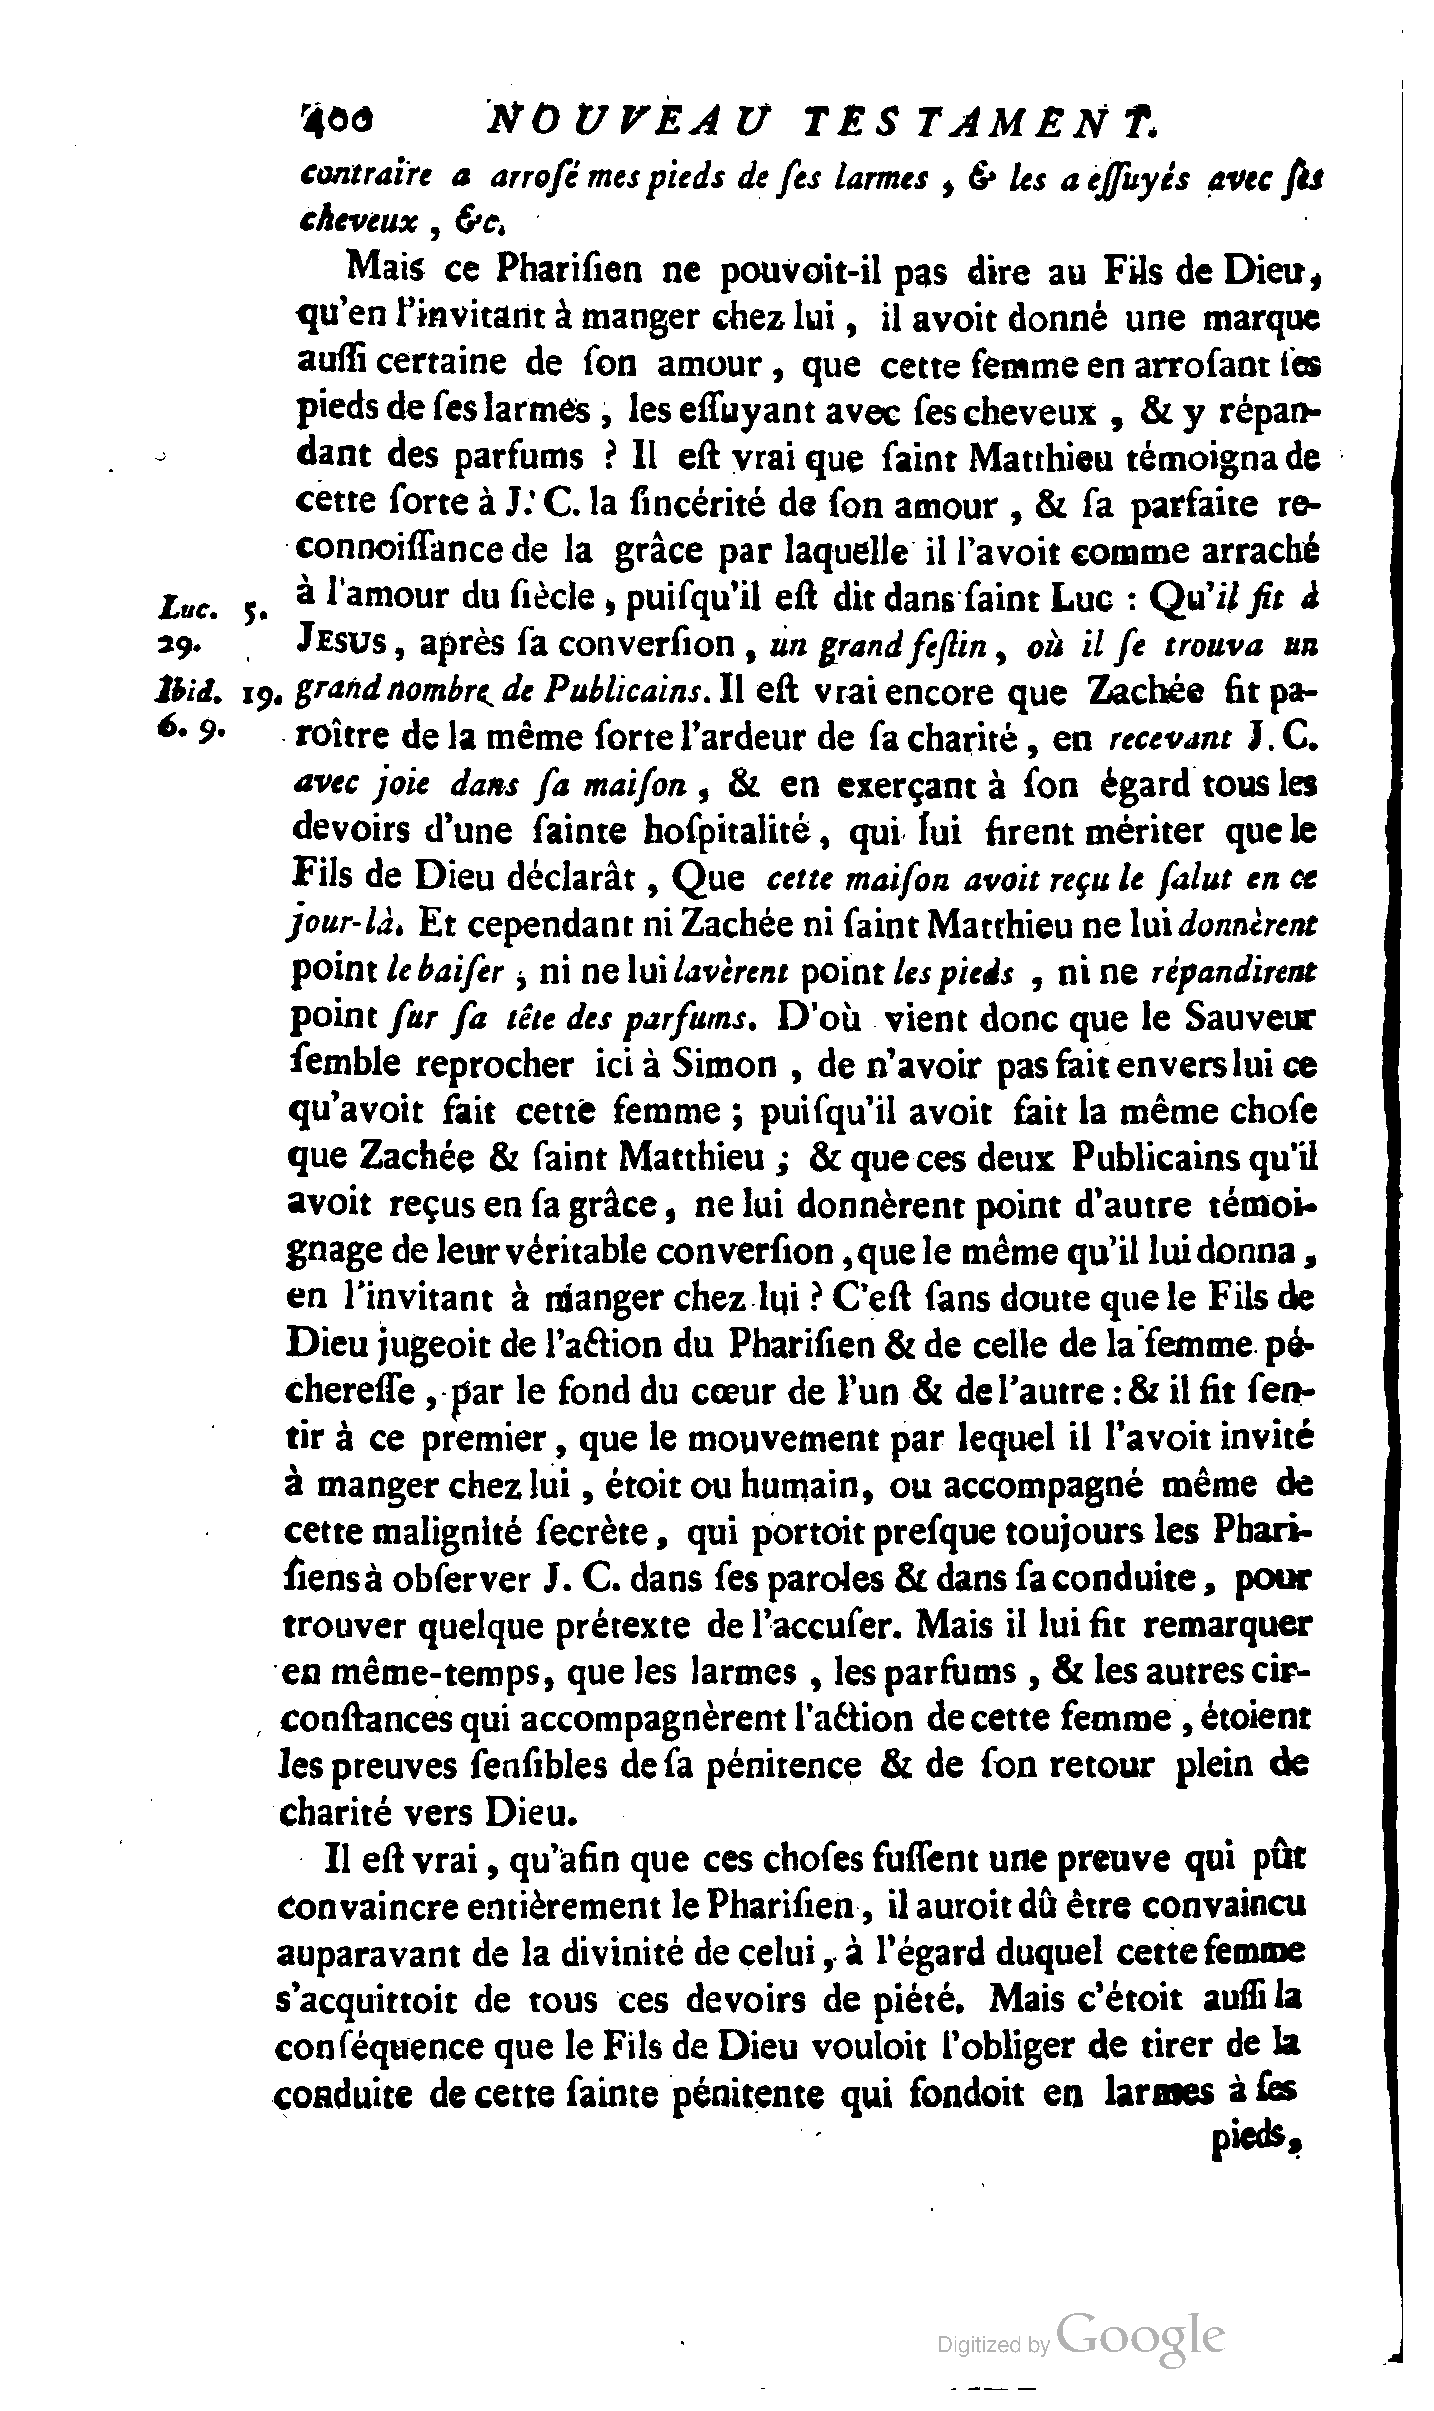 400 NOUVEAU TESTAMENT.
contraire a arroſé mes pieds de ſes larmes , & les a eſſuyés avec ſes
cheveux , &c.
Mais ce Phariſien ne pouvoit-il pas dire au Fils de Dieu,
qu'en l'invitant à manger chez lui , il avoit donné une marque
auſſi certaine de ſon amour , que cette femme en arroſant ſes
pieds de ſes larmes , les eſſuyant avec ſes cheveux , & y répan-
dant des parfums ? Il eſt vrai que ſaint Matthieu témoigna de
cette ſorte à J. C. la ſincérité de ſon amour , & ſa parfaite re-
connoiſſance de la grâce par laquelle il l'avoit comme arraché
à l'amour du ſiècle , puiſqu'il eſt dit dans ſaint Luc : Qu'il fit à
Luc. 5.
29.
JESUS, après ſa converſion , un grand feſtin, où il ſe trouva un
Ibid. 19.
6. 9.
grand nombre de Publicains. Il eſt vrai encore que Zachée fit pa-
roître de la même ſorte l'ardeur de ſa charité , en recevant J. C.
avec joie dans ſa maiſon , & en exerçant à ſon égard tous les
devoirs d'une ſainte hoſpitalité , qui lui firent mériter que le
Fils de Dieu déclarât , Que cette maiſon avoit reçu le ſalut en ce
jour-là. Et cependant ni Zachée ni ſaint Matthieu ne lui donnèrent
point le baiſer , ni ne lui lavèrent point les pieds , ni ne répandirent
point ſur ſa tête des parfums. D'où vient donc que le Sauveur
ſemble reprocher ici à Simon , de n'avoir pas fait envers lui ce
qu'avoit fait cette femme ; puiſqu'il avoit fait la même choſe
que Zachée & ſaint Matthieu ; & que ces deux Publicains qu'il
avoit reçus en ſa grâce , ne lui donnèrent point d'autre témoi-
gnage de leur véritable converſion , que le même qu'il lui donna ,
en l'invitant à manger chez lui ? C'eſt ſans doute que le Fils de
Dieu jugeoit de l'action du Phariſien & de celle de la femme pé-
chereſſe , par le fond du cœur de l'un & de l'autre : & il fit ſen-
tir à ce premier , que le mouvement par lequel il l'avoit invité
à manger chez lui , étoit ou humain, ou accompagné même de
cette malignité ſecrète , qui portoit preſque toujours les Phari-
ſiens à obſerver J. C. dans ſes paroles & dans ſa conduite , pour
trouver quelque prétexte de l'accuſer. Mais il lui fit remarquer
en même-temps, que les larmes , les parfums , & les autres cir-
conſtances qui accompagnèrent l'action de cette femme , étoient
les preuves ſenſibles de ſa pénitence & de ſon retour plein de
charité vers Dieu.
Il eſt vrai , qu'afin que ces choſes fuſſent une preuve qui pût
convaincre entièrement le Phariſien , il auroit dû être convaincu
auparavant de la divinité de celui , à l'égard duquel cette femme
s'acquittoit de tous ces devoirs de piété. Mais c'étoit auſſi la
conſéquence que le Fils de Dieu vouloit l'obliger de tirer de la
conduite de cette ſainte pénitente qui fondoit en larmes à ſes
pieds,
Digitized by Google